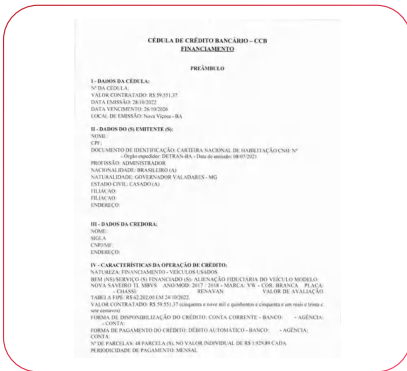 CÉDULA DE CRÉDITO BANCÁRIO – CCB
FINANCIAMENTO
PREÂMBULO
I - DADOS DA CÉDULA:
Nº DA CÉDULA:
VALOR CONTRATADO: R$ 59.551,37
DATA EMISSÃO: 28/10/2022
DATA VENCIMENTO: 28/10/2026
LOCAL DE EMISSÃO: Nova Viçosa - BA
II - DADOS DO (S) EMITENTE (S):
NOME:
CPF:
DOCUMENTO DE IDENTIFICAÇÃO: CARTEIRA NACIONAL DE HABILITAÇÃO CNH: Nº
- Órgão expedidor: DETRAN-BA - Data de emissão: 08/07/2021
PROFISSÃO: ADMINISTRADOR
NACIONALIDADE: BRASILEIRO (A)
NATURALIDADE: GOVERNADOR VALADARES - MG
ESTADO CIVIL: CASADO (A)
FILIAÇÃO:
FILIAÇÃO:
ENDEREÇO:
III - DADOS DA CREDORA:
NOME:
SIGLA
CNPJ/MF:
ENDEREÇO:
IV - CARACTERÍSTICAS DA OPERAÇÃO DE CRÉDITO:
NATUREZA: FINANCIAMENTO - VEÍCULOS USADOS
BEM (NS)/SERVIÇO (S) FINANCIADO (S): ALIENAÇÃO FIDUCIÁRIA DO VEÍCULO MODELO:
NOVA SAVEIRO TL MBVS ANO/MOD: 2017 / 2018 - MARCA: VW - COR: BRANCA PLAÇA:
- CHASSI: RENAVAN: VALOR DE AVALIAÇÃO
TABELA FIPE: R$ 62.202,00 EM 24/10/2022.
VALOR CONTRATADO: R$ 59.551,37 (cinquenta e nove mil e quinhentos e cinquenta e um reais e trinta e
sete centavos)
FORMA DE DISPONIBILIZAÇÃO DO CRÉDITO: CONTA CORRENTE - BANCO: - AGÊNCIA:
- CONTA:
FORMA DE PAGAMENTO DO CRÉDITO: DÉBITO AUTOMÁTICO - BANCO: - AGÊNCIA:
CONTA:
Nº DE PARCELAS: 48 PARCELA (S), NO VALOR INDIVIDUAL DE R$ 1.929,89 CADA
PERIODICIDADE DE PAGAMENTO: MENSAL